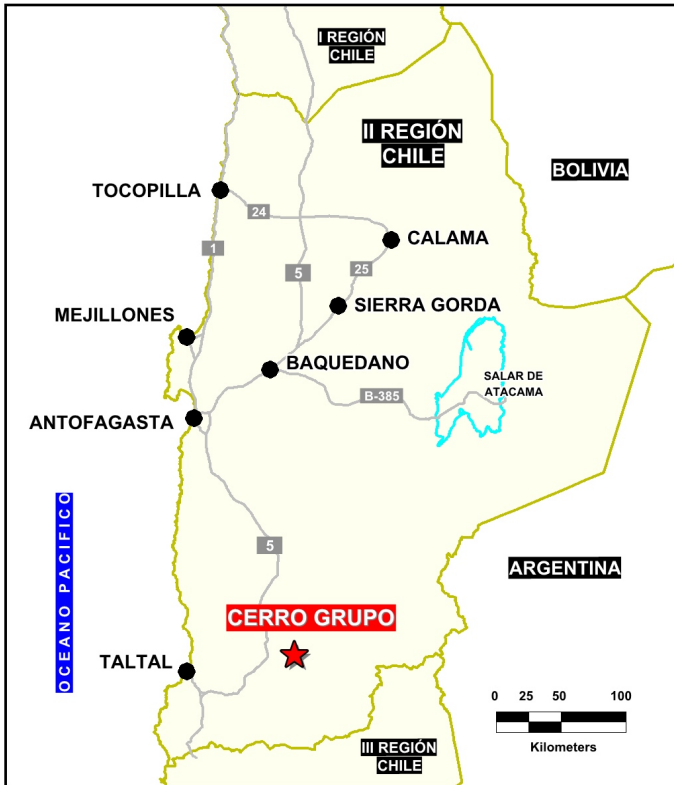 I REGIÓN
CHILE
II REGIÓN
CHILE
BOLIVIA
TOCOPILLA
24
CALAMA
1
5
25
SIERRA GORDA
MEJILLONES
BAQUEDANO
SALAR DE
ATACAMA
B-385
ANTOFAGASTA
OCEANO PACIFICO
5
ARGENTINA
CERRO GRUPO
TALTAL
0 25 50 100
Kilometers
III REGIÓN
CHILE